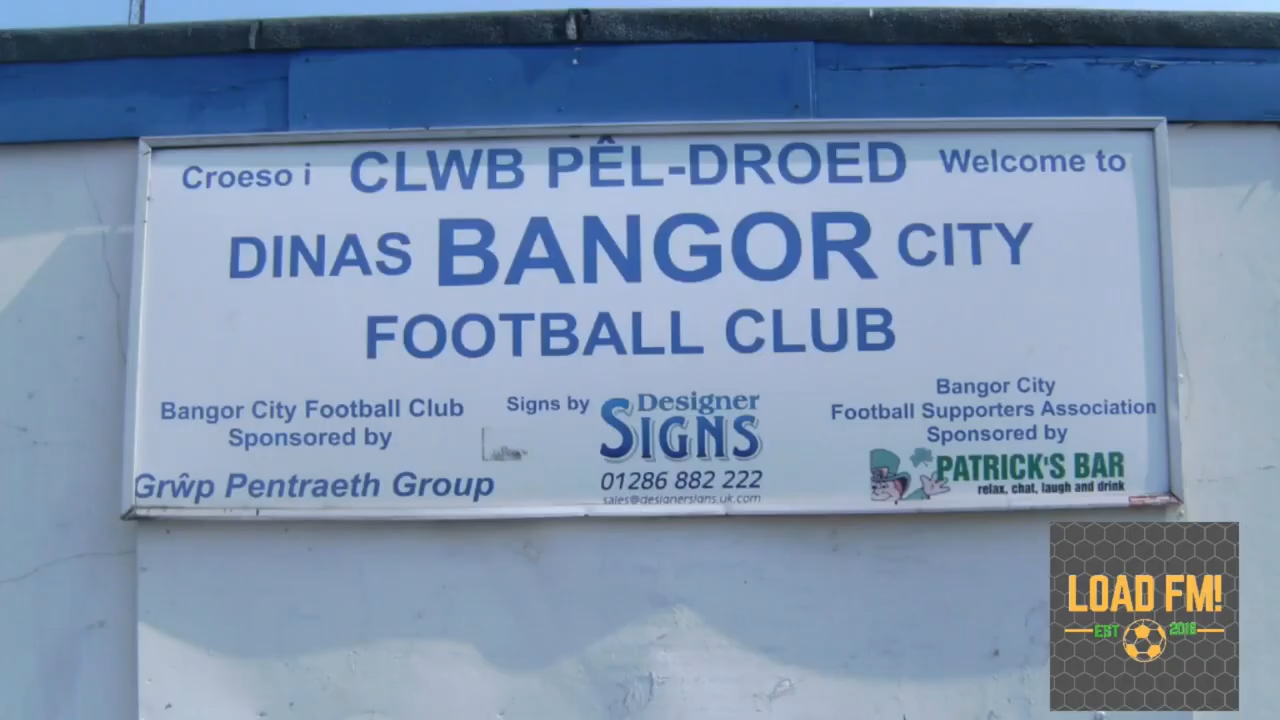 Croeso i CLWB PÊL-DROED Welcome to
DINAS BANGOR CITY
FOOTBALL CLUB
Bangor City Football Club
Sponsored by
Grŵp Pentraeth Group
Signs by
Designer
SIGNS
01286 882 222
sales@designersigns.uk.com
Bangor City
Football Supporters Association
Sponsored by
PATRICK'S BAR
relax, chat, laugh and drink
LOAD FM!
EST 2016